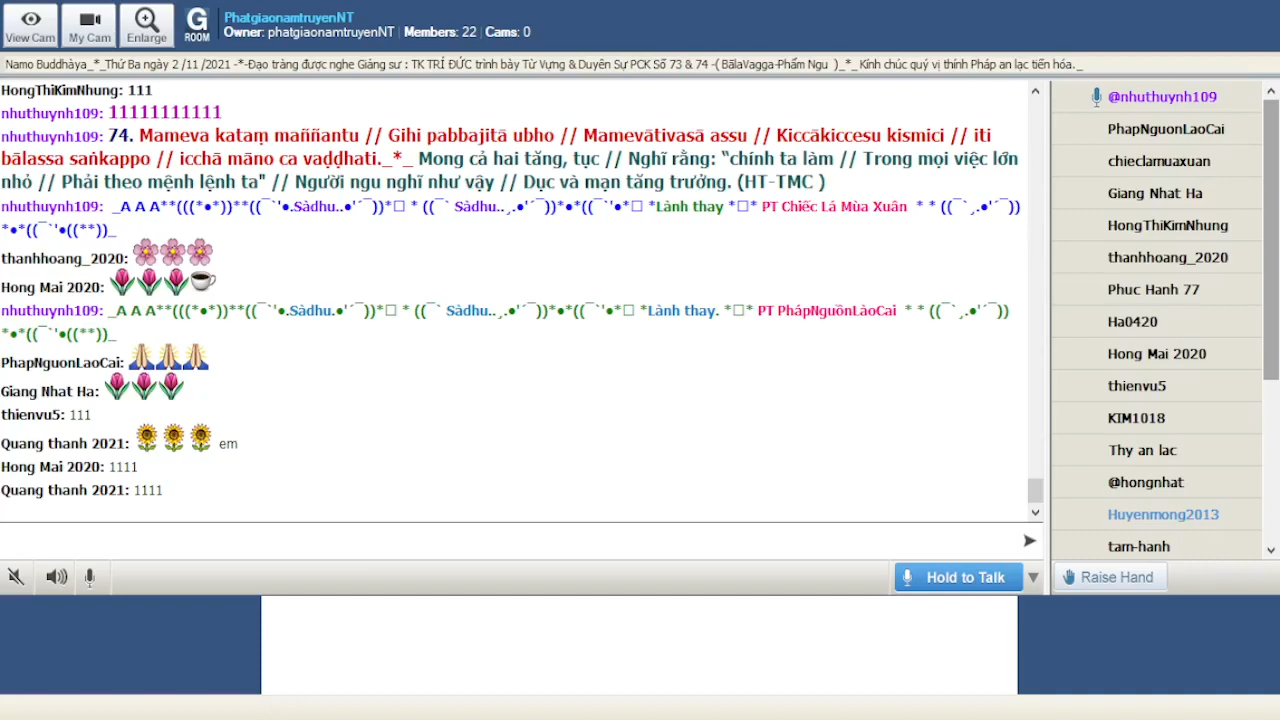 View Cam
My Cam
Enlarge
G ROOM
PhatgiaonamtruyenNT
Owner: phatgiaonamtruyenNT | Members: 22 | Cams: 0
Namo Buddhàya_*_Thứ Ba ngày 2 /11 /2021 -*-Đạo tràng được nghe Giảng sư : TK TRÍ ĐỨC trình bày Từ Vựng & Duyên Sự PCK Số 73 & 74 -( BãlaVagga-Phẩm Ngu )_*_ Kính chúc quý vị thính Pháp an lạc tiến hóa._
HongThiKimNhung: 111
nhuthuynh109: 11111111111
nhuthuynh109: 74. Mameva kataṃ maññantu // Gihi pabbajitā ubho // Mamevātivasā assu // Kiccākiccesu kismici // iti
bālassa saṅkappo // icchā māno ca vaḍḍhati._*_ Mong cả hai tăng, tục // Nghĩ rằng: “chính ta làm // Trong mọi việc lớn
nhỏ // Phải theo mệnh lệnh ta" // Người ngu nghĩ như vậy // Dục và mạn tăng trưởng. (HT-TMC )
nhuthuynh109: _A A A**(((*•*))**((¯`'•.Sàdhu..•'´¯))*□ * ((¯` Sàdhu..¸.•'´¯))*•*((¯`'•*□ *Lành thay *□* PT Chiếc Lá Mùa Xuân * * ((¯`¸.•'´¯))
*•*((¯`'•((**))_
thanhhoang_2020:
Hong Mai 2020:
nhuthuynh109: _A A A**(((*•*))**((¯`'•.Sàdhu.•'´¯))*□ * ((¯` Sàdhu..¸.•'´¯))*•*((¯`'•*□ *Lành thay. *□* PT PhápNguồnLàoCai * * ((¯`¸.•'´¯))
*•*((¯`'•((**))_
PhapNguonLaoCai:
Giang Nhat Ha:
thienvu5: 111
Quang thanh 2021: em
Hong Mai 2020: 1111
Quang thanh 2021: 1111
Hold to Talk
@nhuthuynh109
PhapNguonLaoCai
chieclamuaxuan
Giang Nhat Ha
HongThiKimNhung
thanhhoang_2020
Phuc Hanh 77
Ha0420
Hong Mai 2020
thienvu5
KIM1018
Thy an lac
@hongnhat
Huyenmong2013
tam-hanh
Raise Hand